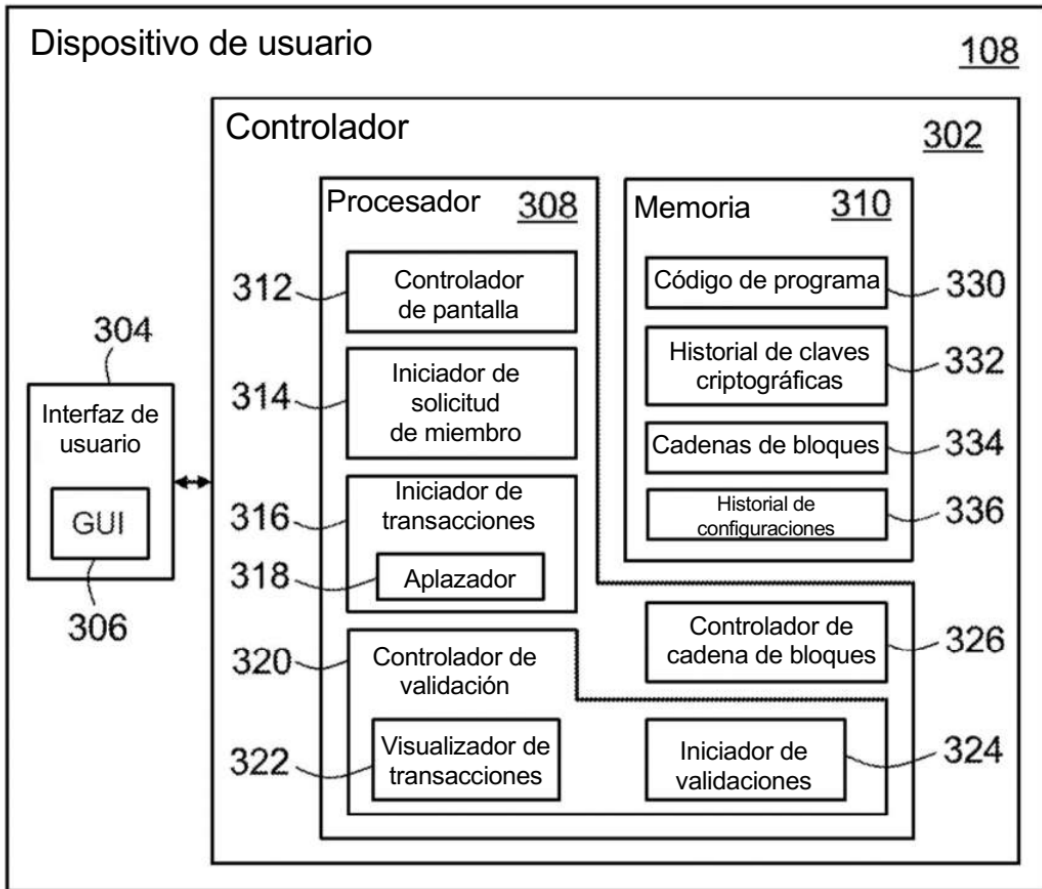 Dispositivo de usuario
108
Controlador
302
Procesador
308
Memoria
310
312
Controlador
de pantalla
314
Iniciador de
solicitud
de miembro
316
Iniciador de
transacciones
318
Aplazador
320
Controlador de
validación
322
Visualizador de
transacciones
Iniciador de
validaciones
324
Controlador de
cadena de bloques
326
Código de programa
330
Historial de claves
criptográficas
332
Cadenas de bloques
334
Historial de
configuraciones
336
304
Interfaz de
usuario
GUI
306